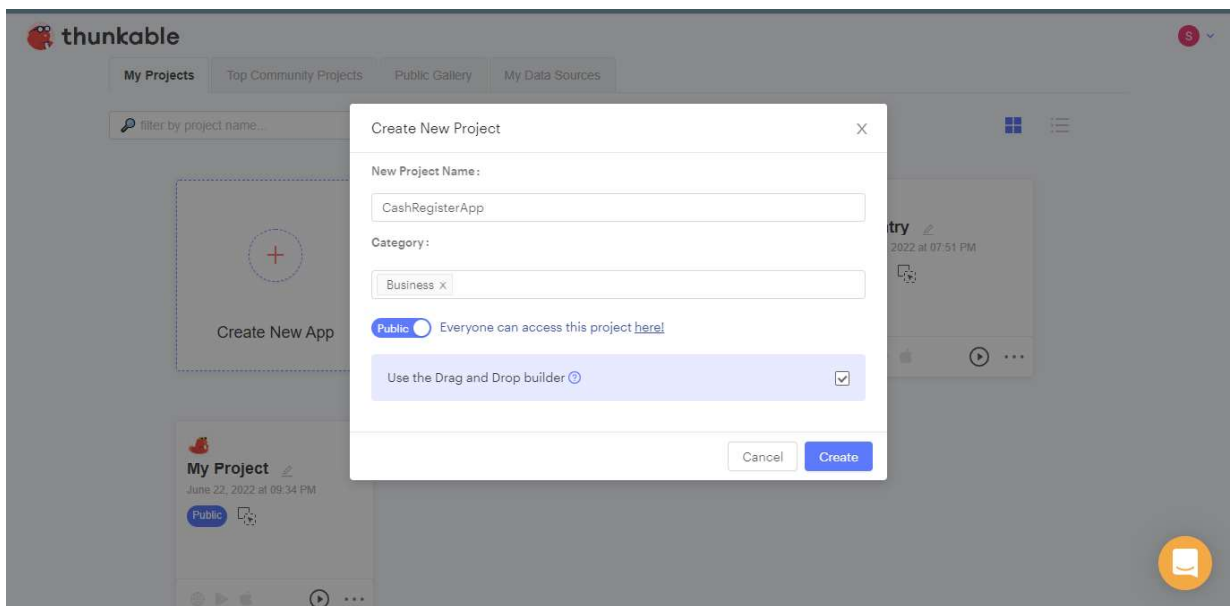 thunkable
S
My Projects
Top Community Projects
Public Gallery
My Data Sources
filter by project name...
Create New Project
New Project Name:
CashRegisterApp
Category:
Business x
Public
Everyone can access this project here!
Use the Drag and Drop builder
Cancel
Create
Create New App
try
2022 at 07:51 PM
My Project
June 22, 2022 at 09:34 PM
Public